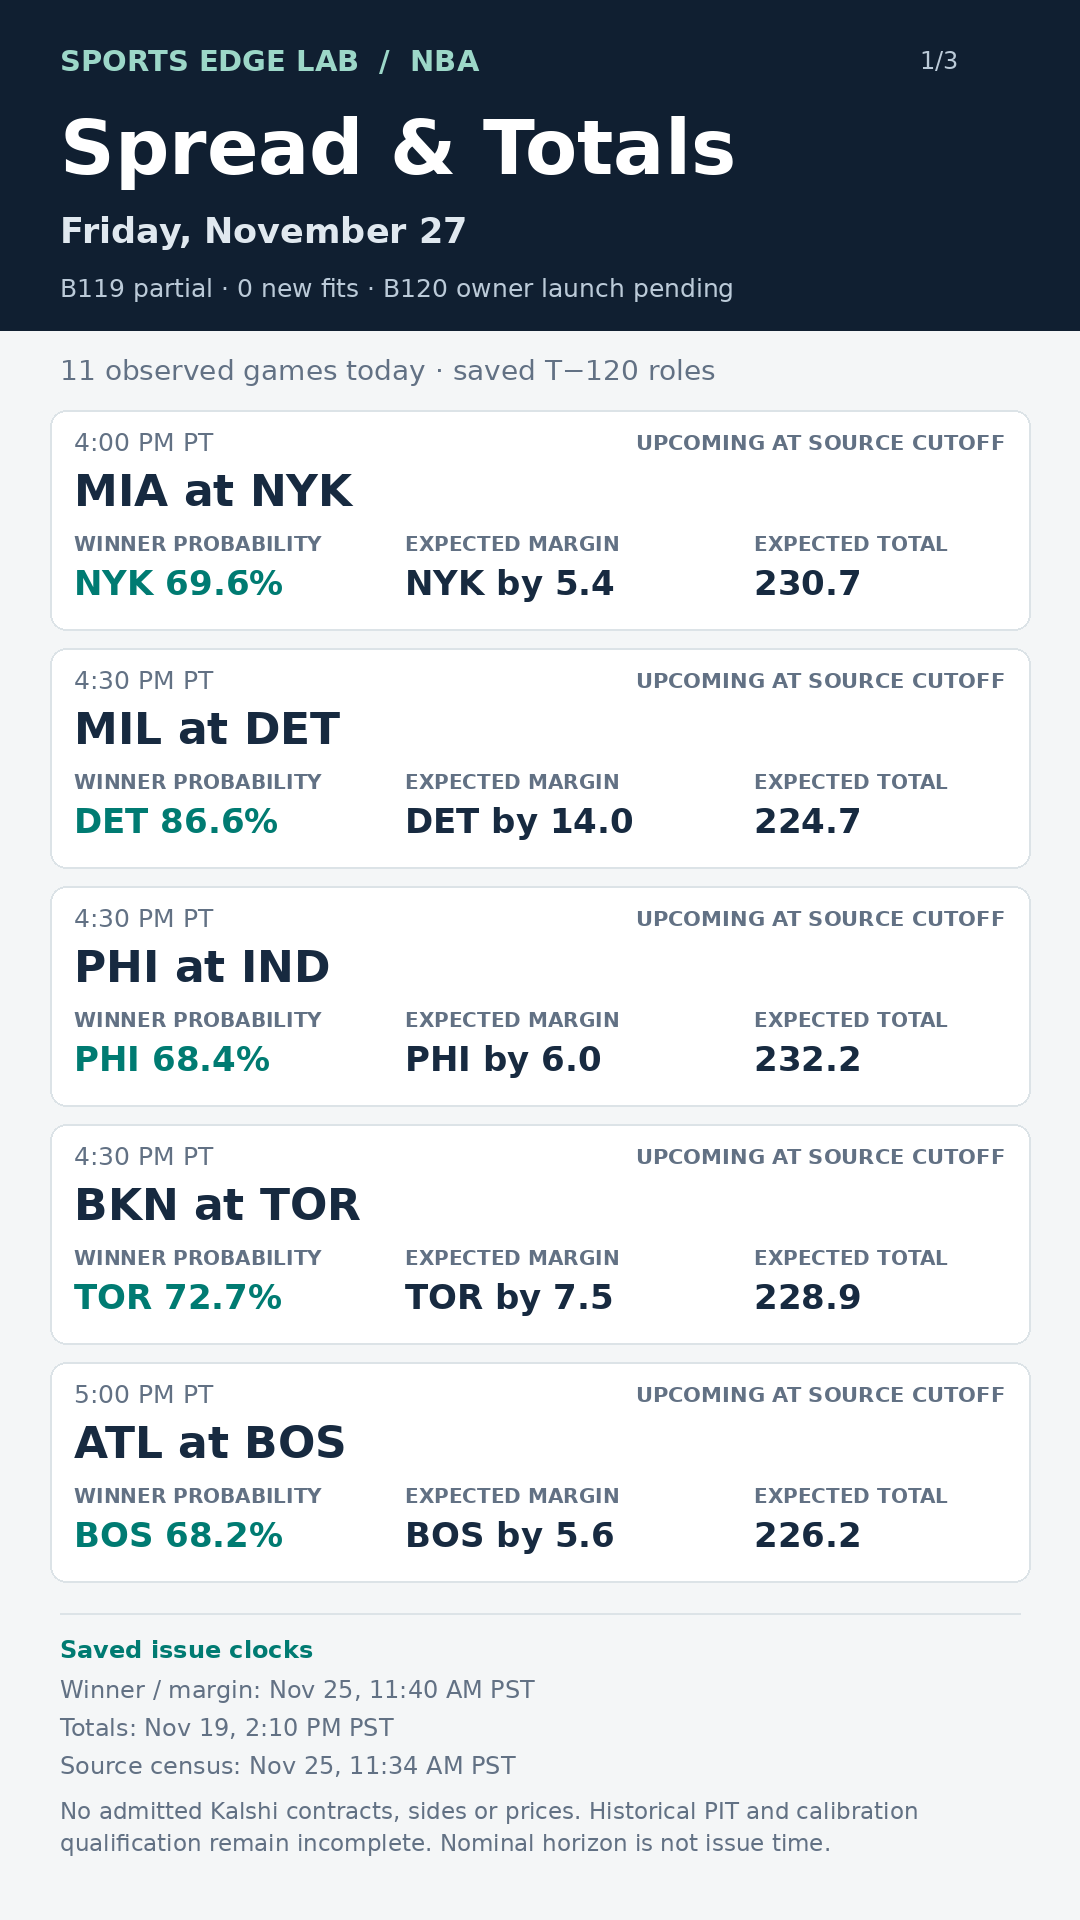 SPORTS EDGE LAB / NBA
1/3
Spread & Totals
Friday, November 27
B119 partial · 0 new fits · B120 owner launch pending
11 observed games today · saved T−120 roles
4:00 PM PT
UPCOMING AT SOURCE CUTOFF
MIA at NYK
WINNER PROBABILITY EXPECTED MARGIN EXPECTED TOTAL
NYK 69.6% NYK by 5.4 230.7
4:30 PM PT
UPCOMING AT SOURCE CUTOFF
MIL at DET
WINNER PROBABILITY EXPECTED MARGIN EXPECTED TOTAL
DET 86.6% DET by 14.0 224.7
4:30 PM PT
UPCOMING AT SOURCE CUTOFF
PHI at IND
WINNER PROBABILITY EXPECTED MARGIN EXPECTED TOTAL
PHI 68.4% PHI by 6.0 232.2
4:30 PM PT
UPCOMING AT SOURCE CUTOFF
BKN at TOR
WINNER PROBABILITY EXPECTED MARGIN EXPECTED TOTAL
TOR 72.7% TOR by 7.5 228.9
5:00 PM PT
UPCOMING AT SOURCE CUTOFF
ATL at BOS
WINNER PROBABILITY EXPECTED MARGIN EXPECTED TOTAL
BOS 68.2% BOS by 5.6 226.2
Saved issue clocks
Winner / margin: Nov 25, 11:40 AM PST
Totals: Nov 19, 2:10 PM PST
Source census: Nov 25, 11:34 AM PST
No admitted Kalshi contracts, sides or prices. Historical PIT and calibration
qualification remain incomplete. Nominal horizon is not issue time.